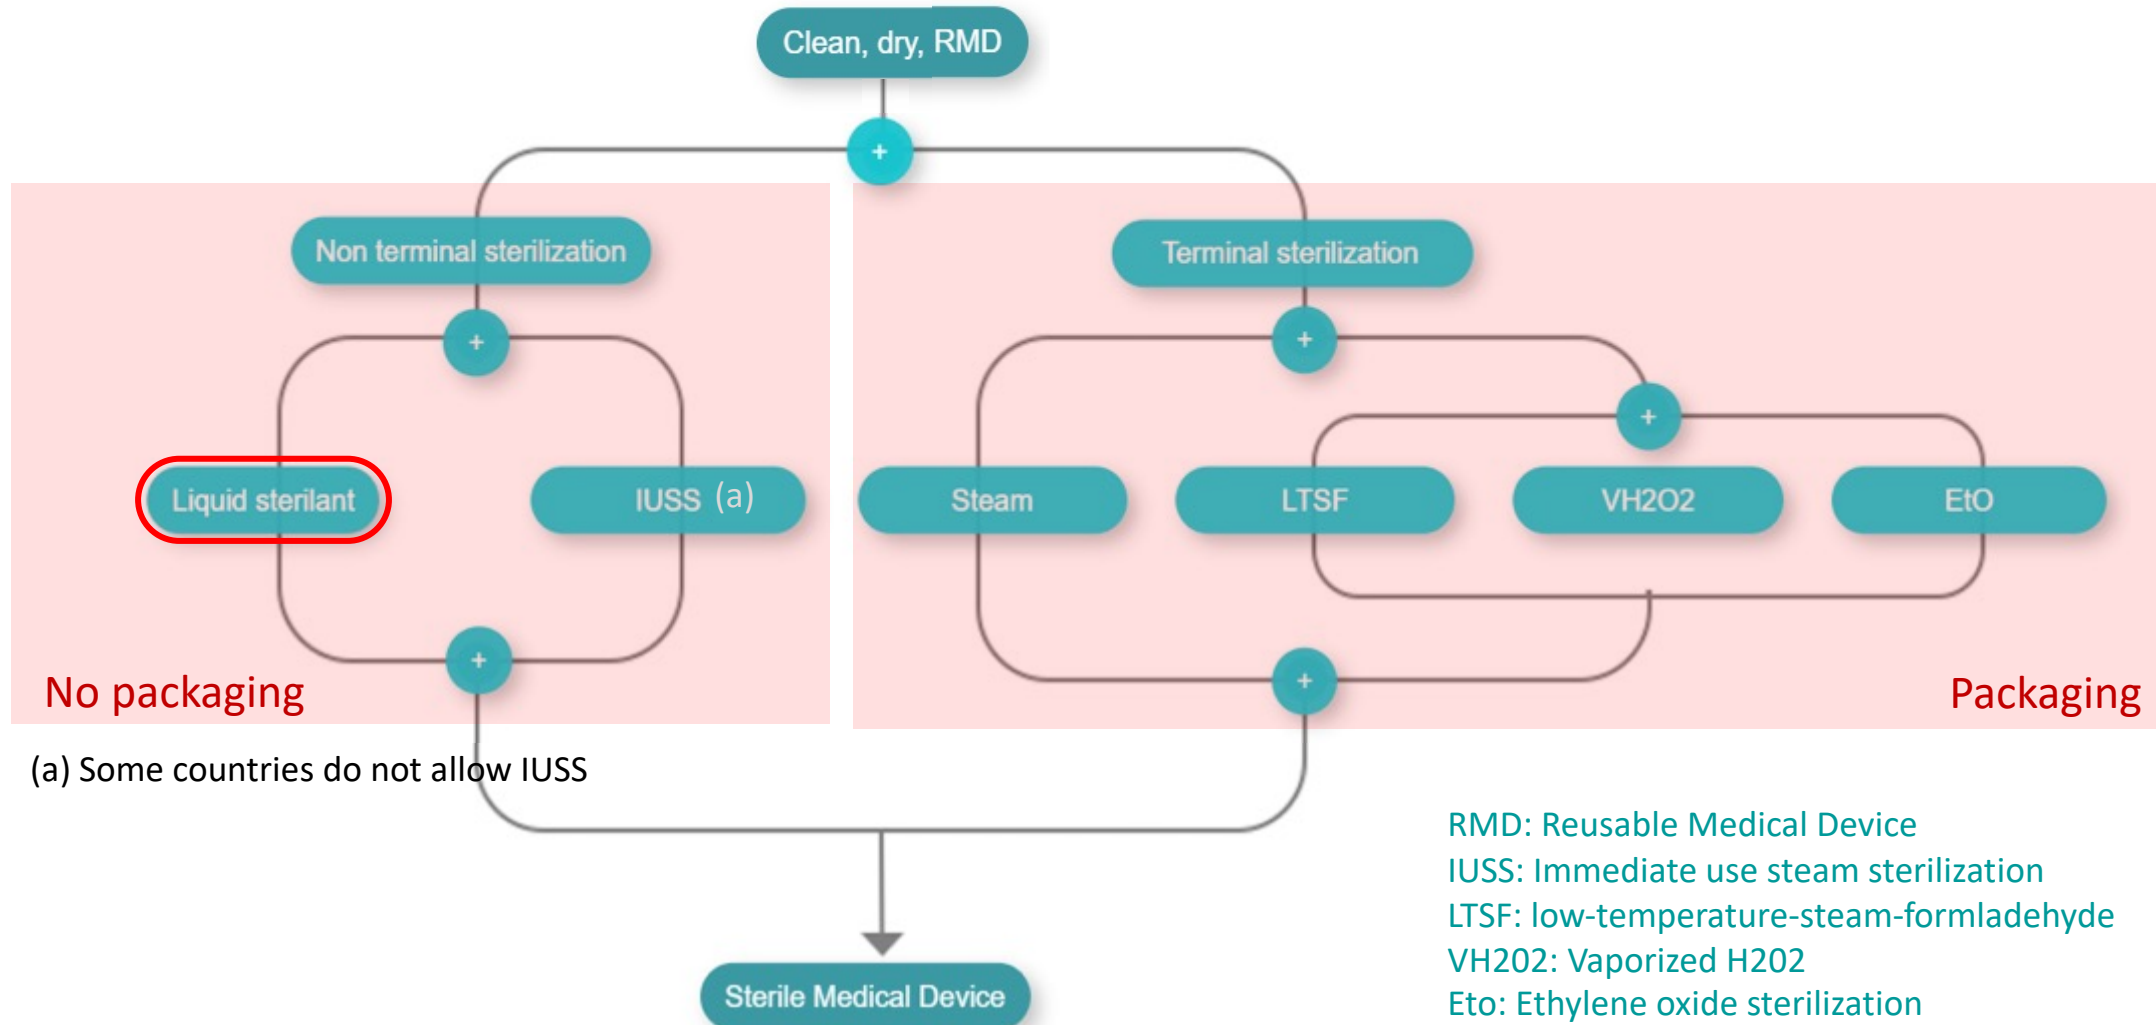 Clean, dry, RMD
+
Non terminal sterilization
Terminal sterilization
+
+
+
Liquid sterilant
IUSS (a)
Steam
LTSF
VH2O2
EtO
+
+
No packaging
Packaging
(a) Some countries do not allow IUSS
RMD: Reusable Medical Device
IUSS: Immediate use steam sterilization
LTSF: low-temperature-steam-formladehyde
VH202: Vaporized H202
Eto: Ethylene oxide sterilization
Sterile Medical Device